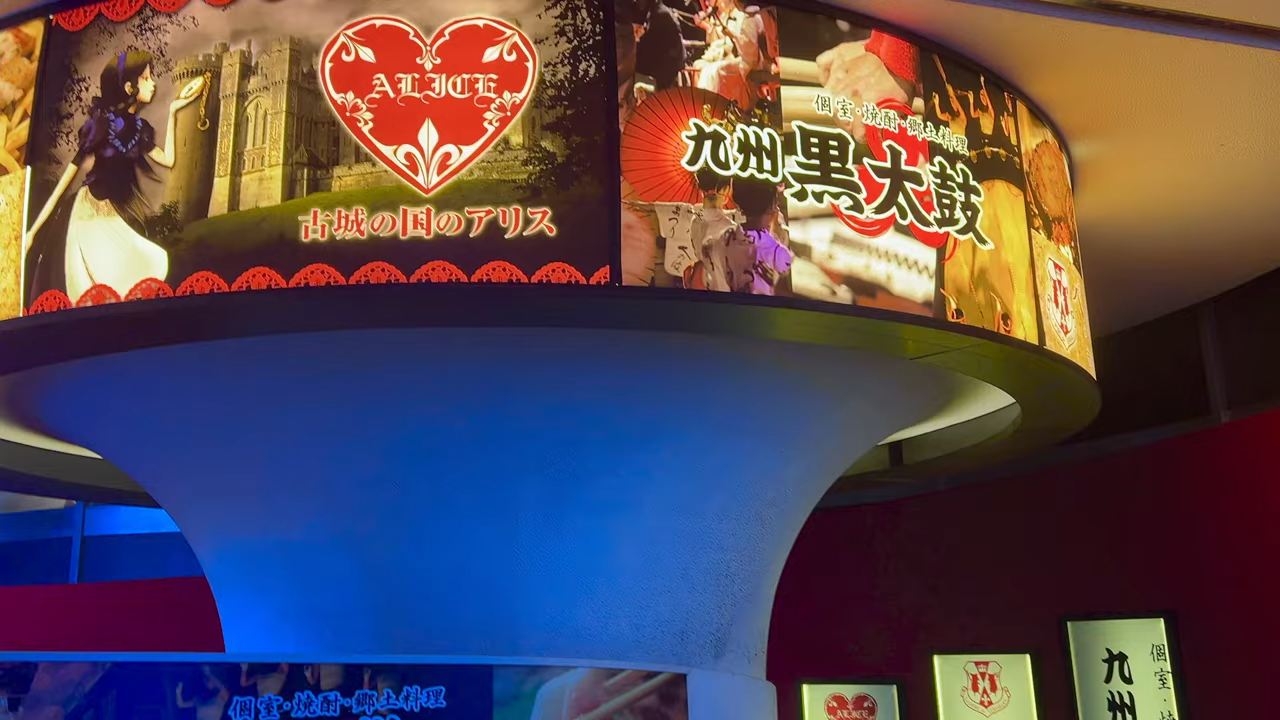 ALICE
古城の国のアリス
個室・焼酎・郷土料理
九州 黒太鼓
個室・焼酎・郷土料理
ALICE
九州
個室・焼